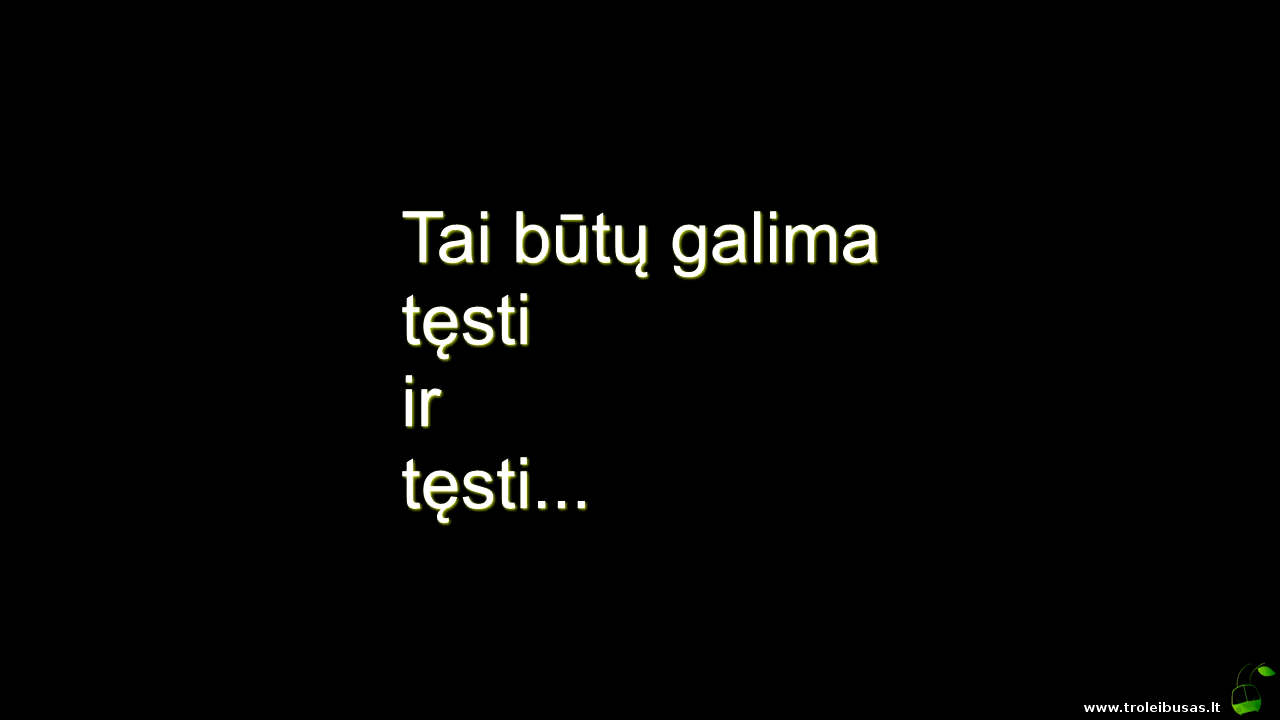 Tai būtų galima
tęsti
ir
tęsti...
www.troleibusas.lt